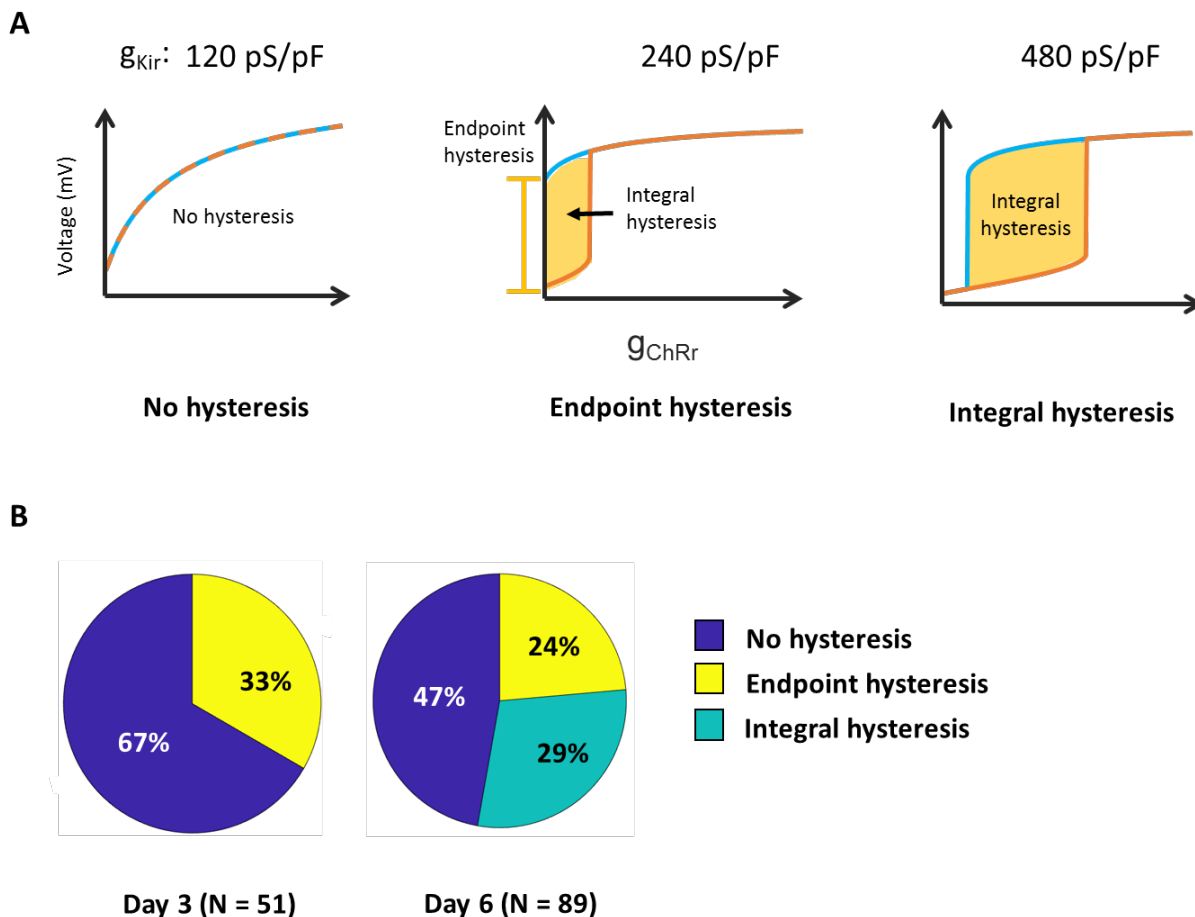 A
gKir: 120 pS/pF
240 pS/pF
480 pS/pF
Voltage (mV)
No hysteresis
Endpoint
hysteresis
Integral
hysteresis
Integral
hysteresis
gChRr
No hysteresis
Endpoint hysteresis
Integral hysteresis
B
67%
33%
47%
24%
29%
No hysteresis
Endpoint hysteresis
Integral hysteresis
Day 3 (N = 51)
Day 6 (N = 89)